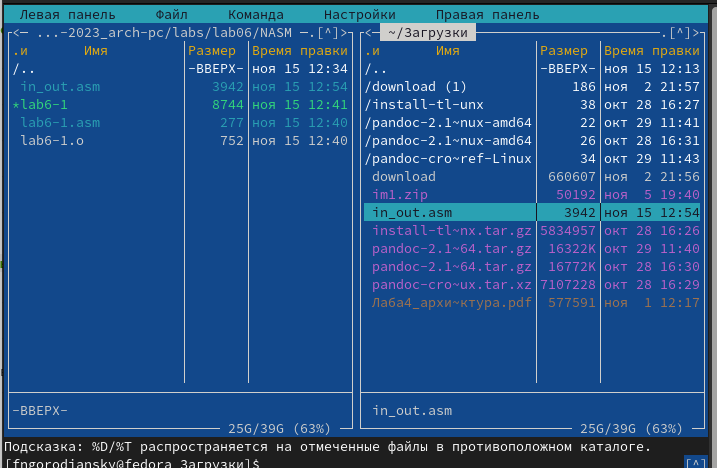 Левая панель Файл Команда Настройки Правая панель
<─ ...-2023_arch-pc/labs/lab06/NASM ─.[^]>
.и Имя Размер Время правки
/.. -ВВЕРХ- ноя 15 12:34
in_out.asm 3942 ноя 15 12:54
*lab6-1 8744 ноя 15 12:41
lab6-1.asm 277 ноя 15 12:40
lab6-1.o 752 ноя 15 12:40
-ВВЕРХ-
25G/39G (63%)
<─ ~/Загрузки .[^]>
.и Имя Размер Время правки
/.. -ВВЕРХ- ноя 15 12:13
/download (1) 186 ноя 2 21:57
/install-tl-unx 38 окт 28 16:27
/pandoc-2.1~nux-amd64 22 окт 29 11:41
/pandoc-2.1~nux-amd64 26 окт 28 16:31
/pandoc-cro~ref-Linux 34 окт 29 11:43
download 660607 ноя 2 21:56
im1.zip 50192 ноя 5 19:40
in_out.asm 3942 ноя 15 12:54
install-tl~nx.tar.gz 5834957 окт 28 16:26
pandoc-2.1~64.tar.gz 16322K окт 29 11:40
pandoc-2.1~64.tar.gz 16772K окт 28 16:30
pandoc-cro~ux.tar.xz 7107228 окт 28 16:29
Ла6а4_архи~ктура.pdf 577591 ноя 1 12:17
in_out.asm
25G/39G (63%)
Подсказка: %D/%T распространяется на отмеченные файлы в противоположном каталоге.
[fngorodiansky@fedora Загрузки]$ [^]